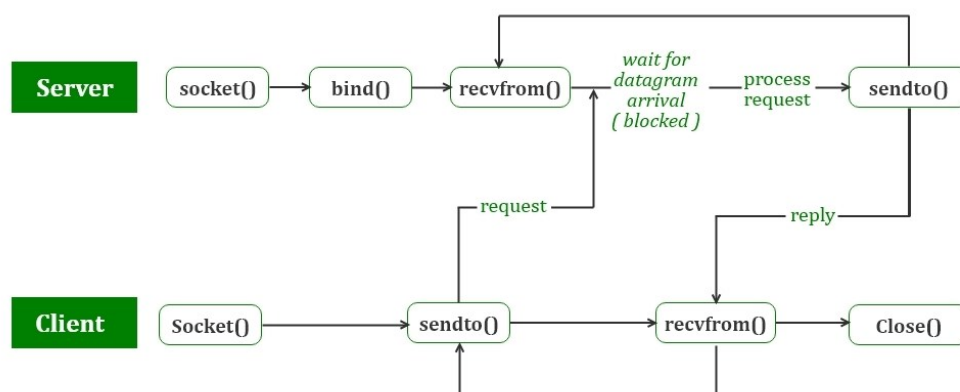 Server
socket()
bind()
recvfrom()
wait for
datagram
arrival
( blocked )
process
request
sendto()
request
reply
Client
Socket()
sendto()
recvfrom()
Close()